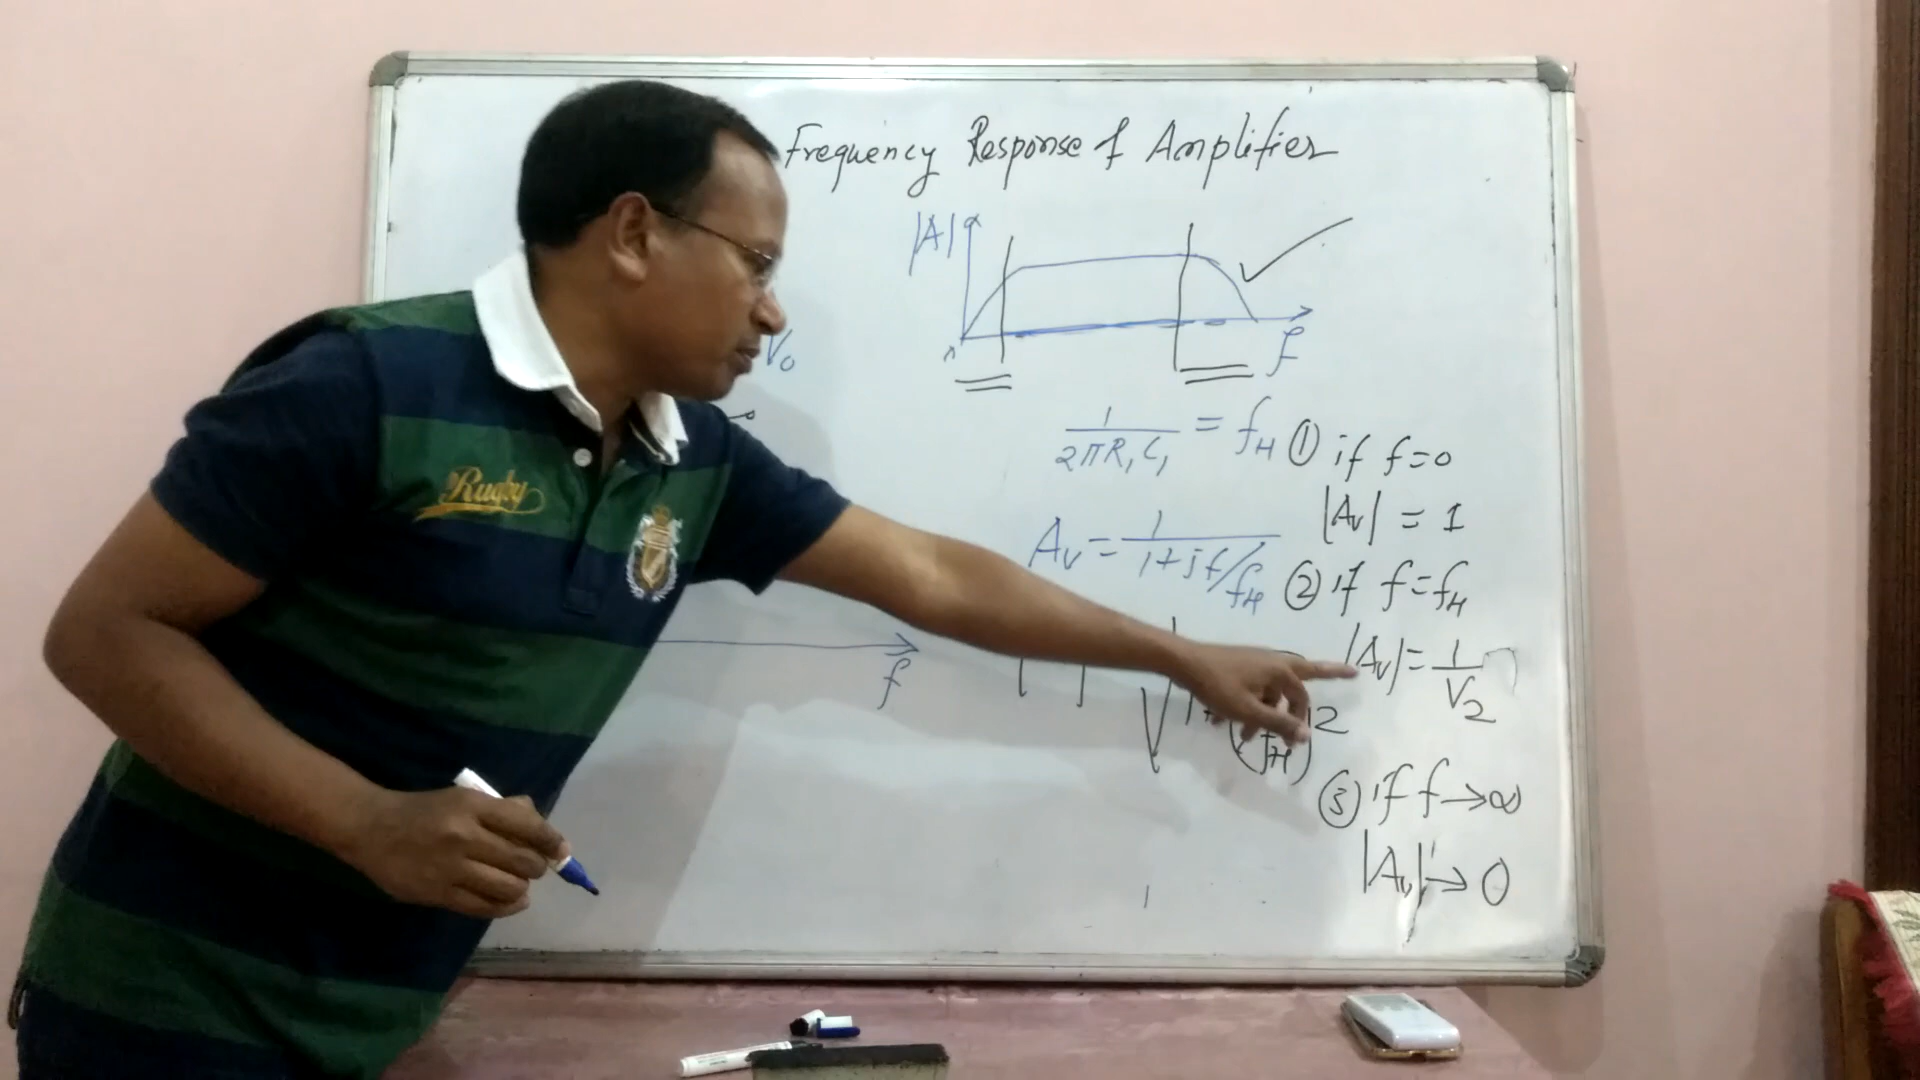 Frequency Response of Amplifier
|A|
f
V₀
1/(2πR₁C₁) = f_H
① if f=0
|A_v| = 1
A_v = 1/(1+jf/f_H)
② if f=f_H
|A_v| = 1/√2
f
③ if f→∞
|A_v| → 0
Rugby